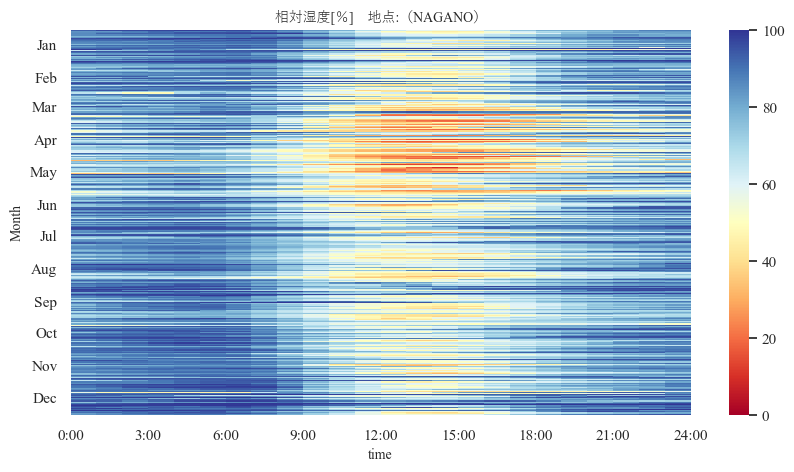 相対湿度[%] 地点:（NAGANO）
Month
Jan
Feb
Mar
Apr
May
Jun
Jul
Aug
Sep
Oct
Nov
Dec
0:00 3:00 6:00 9:00 12:00 15:00 18:00 21:00 24:00
time
100
80
60
40
20
0